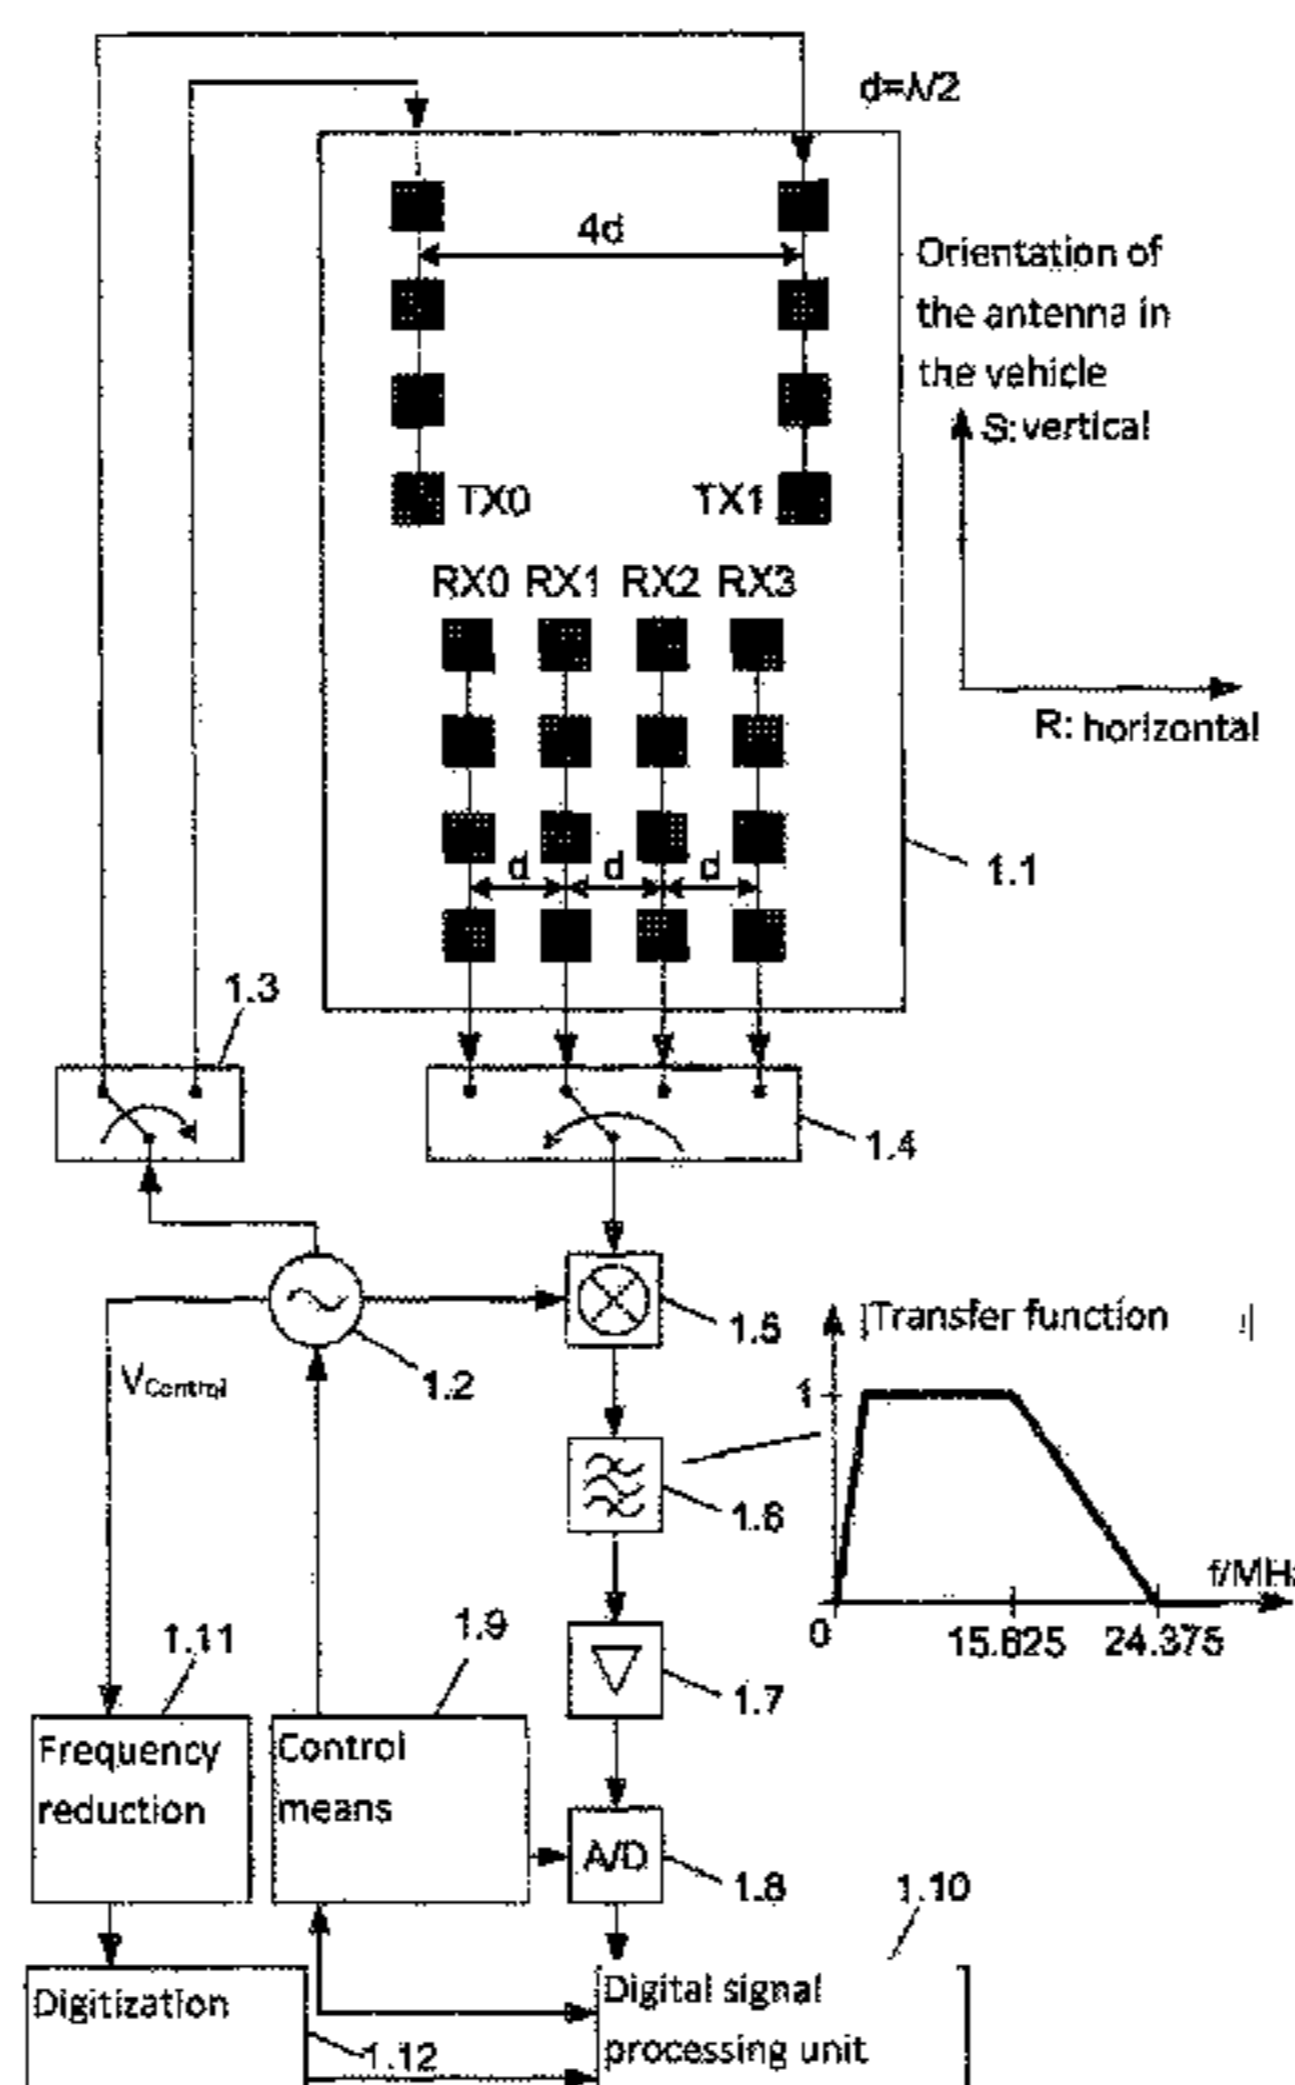 d=λ/2
4d
Orientation of
the antenna in
the vehicle
S: vertical
R: horizontal
TX0 TX1
RX0 RX1 RX2 RX3
d d d
1.1
1.3
1.4
1.5
1.2
VControl
|Transfer function |
1
1.6
f/MHz
0 15.625 24.375
1.11
1.9
1.7
Frequency
reduction
Control
means
A/D
1.8
1.10
Digitization
1.12
Digital signal
processing unit